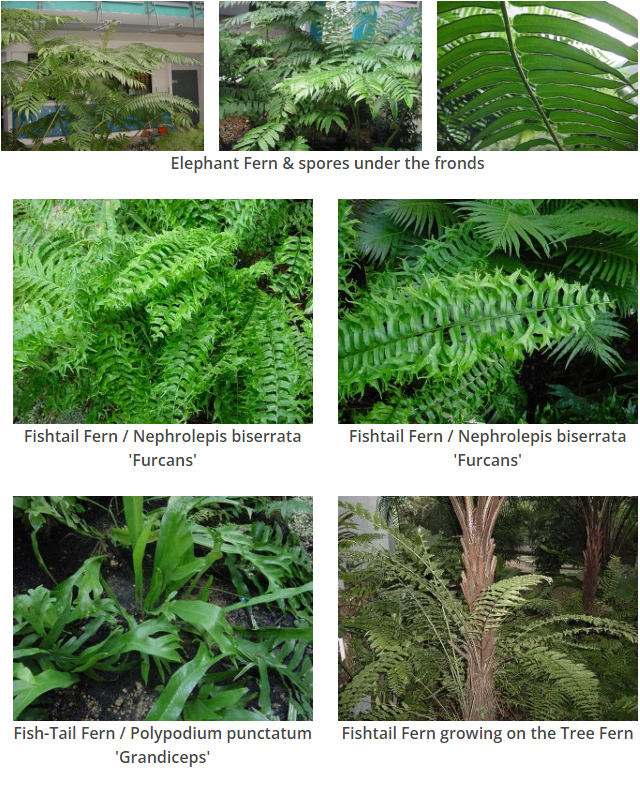 Elephant Fern & spores under the fronds
Fishtail Fern / Nephrolepis biserrata
'Furcans'
Fishtail Fern / Nephrolepis biserrata
'Furcans'
Fish-Tail Fern / Polypodium punctatum
'Grandiceps'
Fishtail Fern growing on the Tree Fern